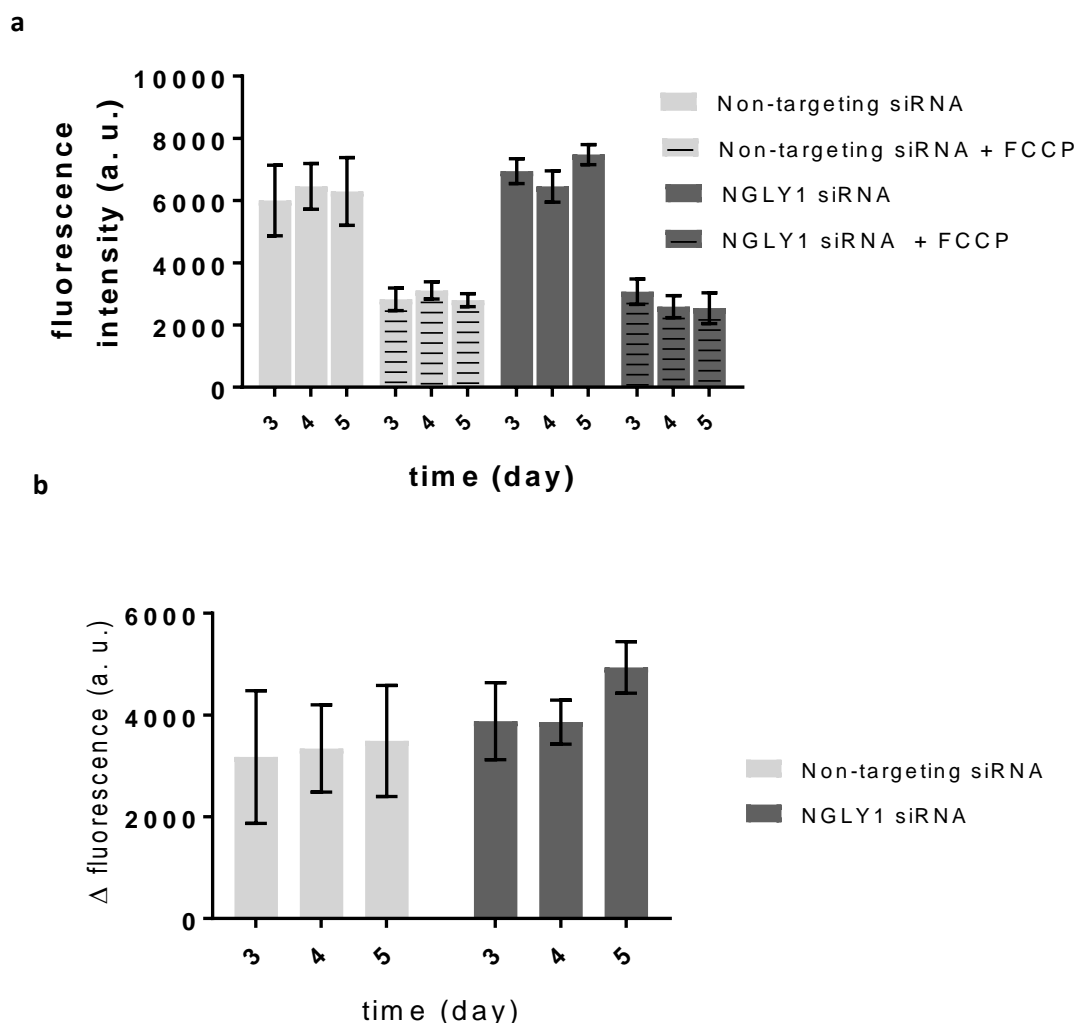 a
10000
8000
6000
4000
2000
0
fluorescence
intensity (a. u.)
3 4 5 3 4 5 3 4 5 3 4 5
time (day)
Non-targeting siRNA
Non-targeting siRNA + FCCP
NGLY1 siRNA
NGLY1 siRNA + FCCP
b
6000
4000
2000
0
Δ fluorescence (a. u.)
3 4 5 3 4 5
time (day)
Non-targeting siRNA
NGLY1 siRNA